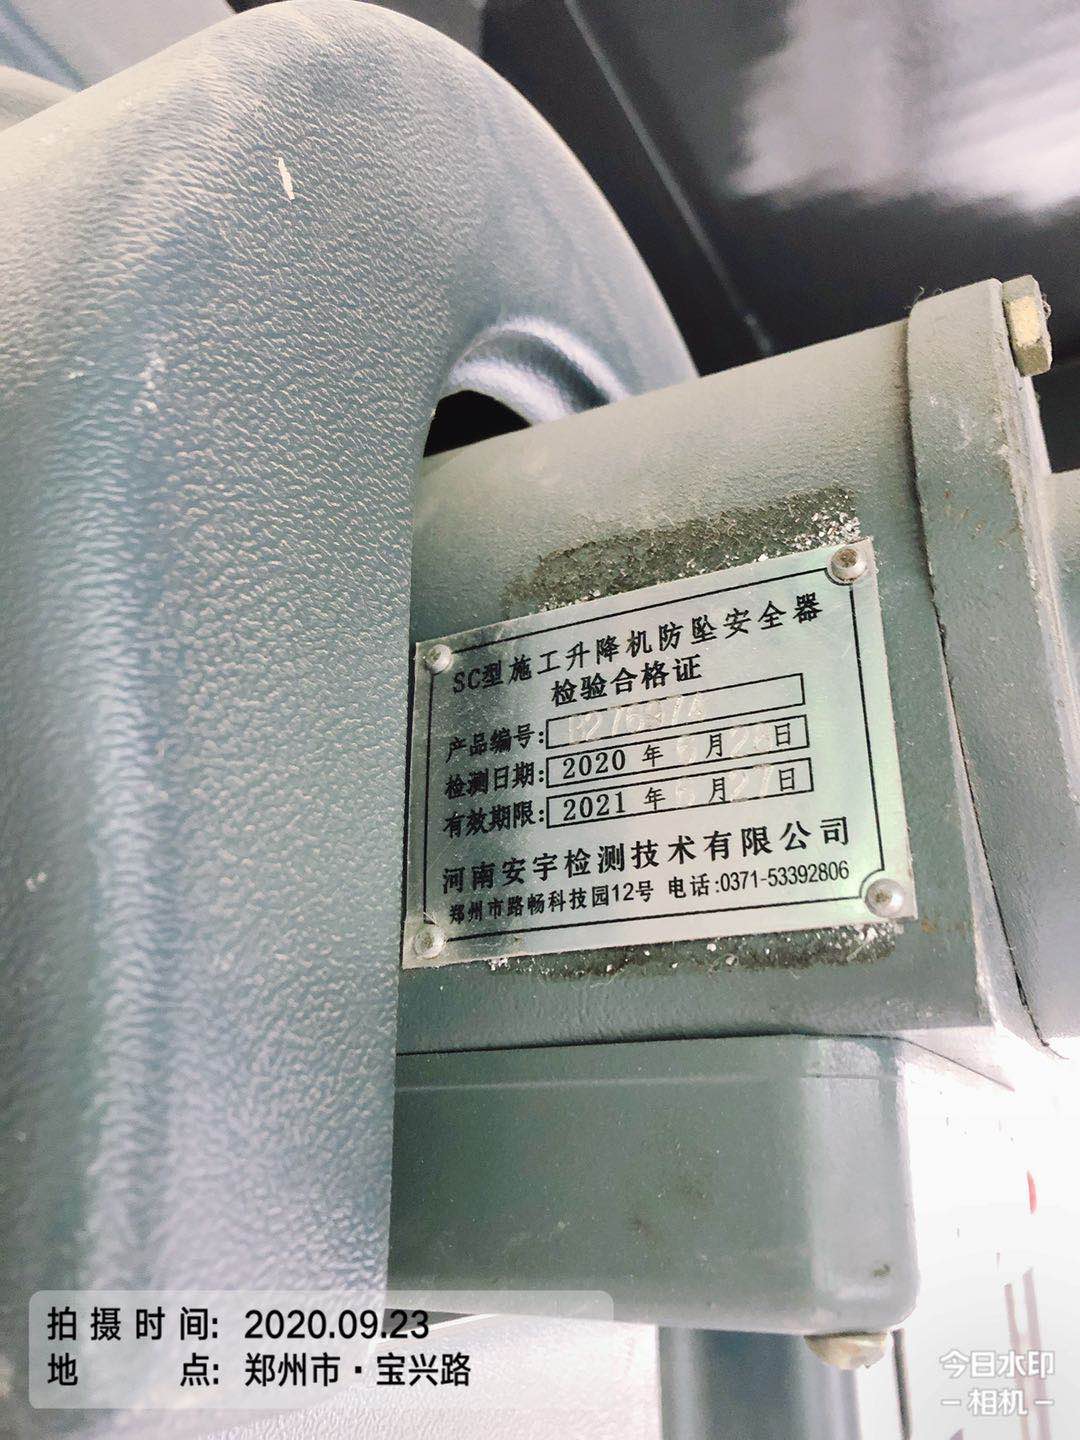 SC型施工升降机防坠安全器
检验合格证
产品编号:
检测日期: 2020 年 月 日
有效期限: 2021 年 月 27 日
河南安宇检测技术有限公司
郑州市路畅科技园12号 电话:0371-53392806
拍摄时间: 2020.09.23
地 点: 郑州市·宝兴路
今日水印
-相机-